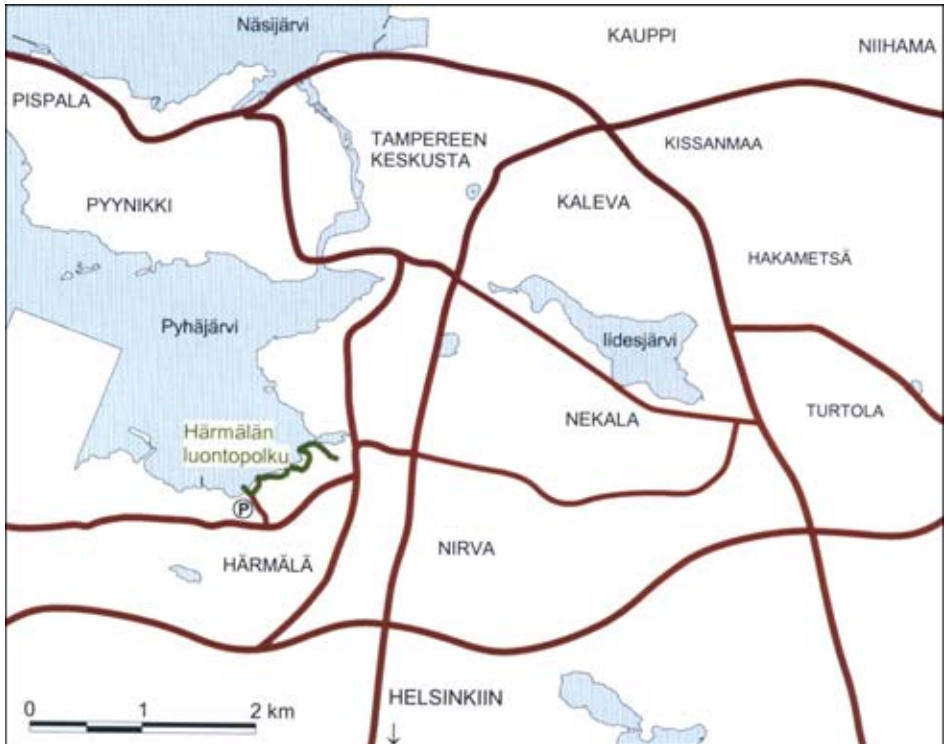 Näsijärvi
KAUPPI
NIIHAMA
PISPALA
TAMPEREEN
KESKUSTA
KISSANMAA
PYYNIKKI
KALEVA
HAKAMETSÄ
Pyhäjärvi
Iidesjärvi
Härmälän
luontopolku
NEKALA
TURTOLA
P
HÄRMÄLÄ
NIRVA
HELSINKIIN
0 1 2 km